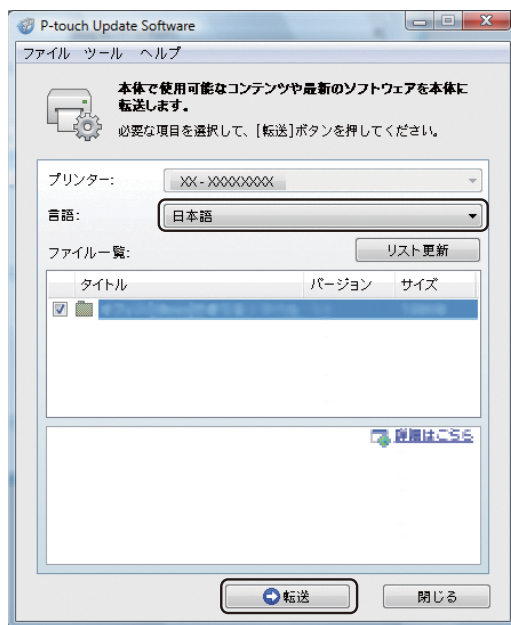 P-touch Update Software
ファイル ツール ヘルプ
本体で使用可能なコンテンツや最新のソフトウェアを本体に
転送します。
必要な項目を選択して、[転送]ボタンを押してください。
プリンター: XX-XXXXXXXX
言語: 日本語
ファイル一覧: リスト更新
タイトル バージョン サイズ
詳細はこちら
転送 閉じる